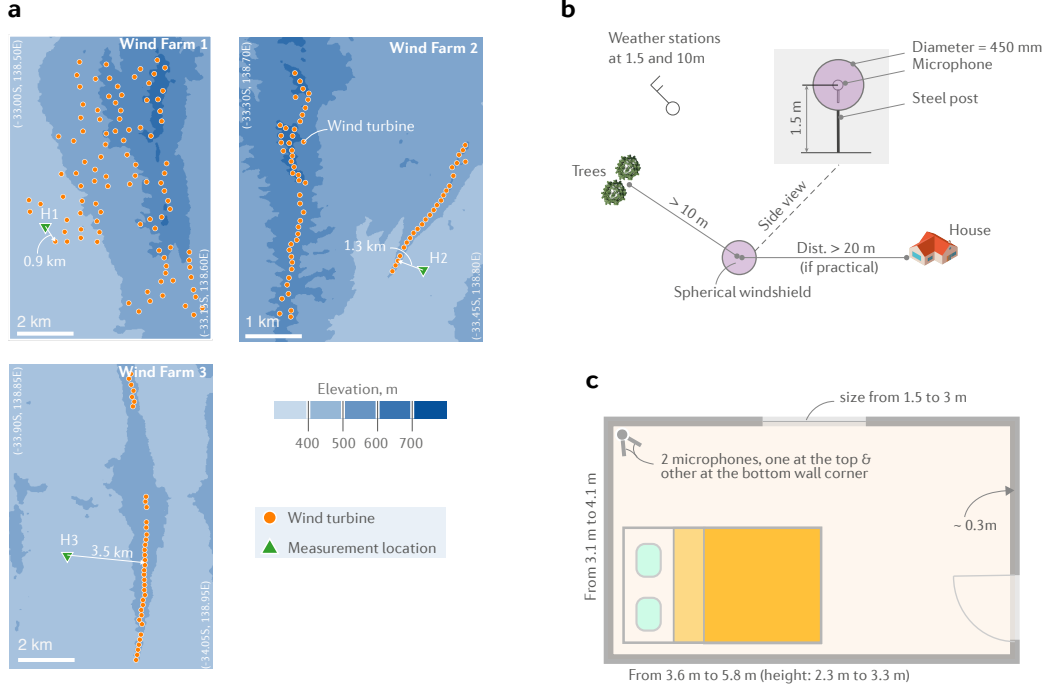 a
Wind Farm 1
(-33.00S, 138.50E)
H1
0.9 km
2 km
(-33.15S, 138.60E)
Wind Farm 2
(-33.30S, 138.70E)
Wind turbine
1.3 km
H2
1 km
(-33.45S, 138.80E)
Wind Farm 3
(-33.90S, 138.85E)
H3
3.5 km
2 km
(-34.05S, 138.95E)
Elevation, m
400 500 600 700
Wind turbine
Measurement location
b
Weather stations
at 1.5 and 10m
Diameter = 450 mm
Microphone
Steel post
1.5 m
Trees
> 10 m
Side view
House
Dist. > 20 m
(if practical)
Spherical windshield
c
size from 1.5 to 3 m
2 microphones, one at the top &
other at the bottom wall corner
From 3.1 m to 4.1 m
~ 0.3m
From 3.6 m to 5.8 m (height: 2.3 m to 3.3 m)